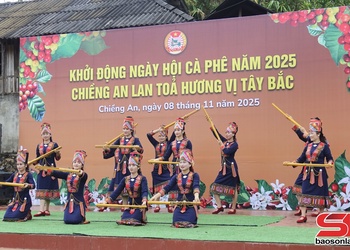 KHỞI ĐỘNG NGÀY HỘI CÀ PHÊ NĂM 2025
CHIỀNG AN LAN TOẢ HƯƠNG VỊ TÂY BẮC
Chiềng An, ngày 08 tháng 11 năm 2025
S
baosonla